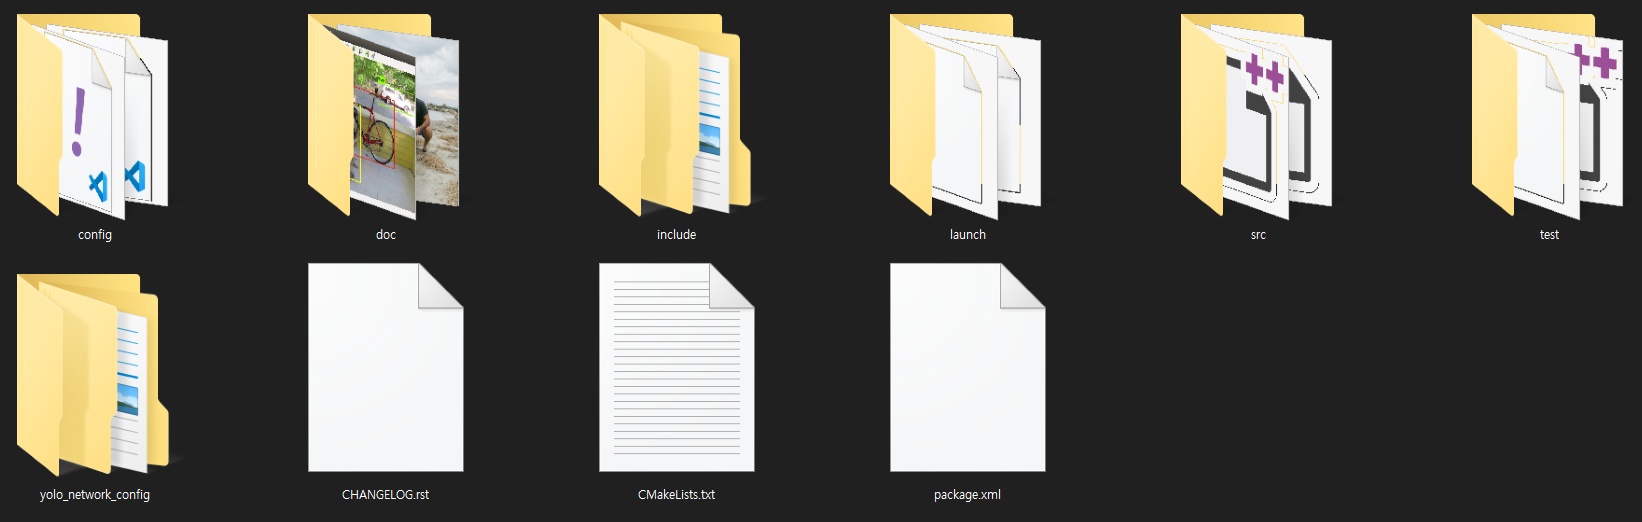 config
doc
include
launch
src
test
yolo_network_config
CHANGELOG.rst
CMakeLists.txt
package.xml